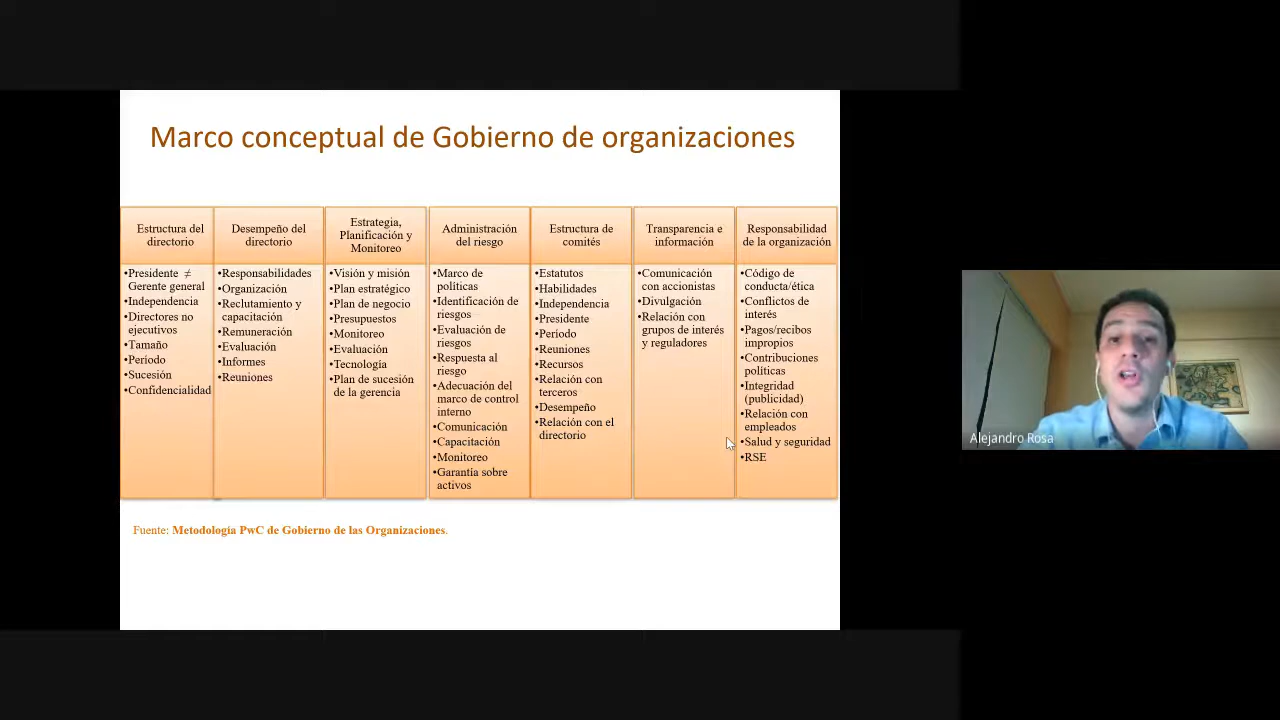 Marco conceptual de Gobierno de organizaciones
Estructura del
directorio
•Presidente ≠
Gerente general
•Independencia
•Directores no
ejecutivos
•Tamaño
•Período
•Sucesión
•Confidencialidad
Desempeño del
directorio
•Responsabilidades
•Organización
•Reclutamiento y
capacitación
•Remuneración
•Evaluación
•Informes
•Reuniones
Estrategia,
Planificación y
Monitoreo
•Visión y misión
•Plan estratégico
•Plan de negocio
•Presupuestos
•Monitoreo
•Evaluación
•Tecnología
•Plan de sucesión
de la gerencia
Administración
del riesgo
•Marco de
políticas
•Identificación de
riesgos
•Evaluación de
riesgos
•Respuesta al
riesgo
•Adecuación del
marco de control
interno
•Comunicación
•Capacitación
•Monitoreo
•Garantía sobre
activos
Estructura de
comités
•Estatutos
•Habilidades
•Independencia
•Presidente
•Período
•Reuniones
•Recursos
•Relación con
terceros
•Desempeño
•Relación con el
directorio
Transparencia e
información
•Comunicación
con accionistas
•Divulgación
•Relación con
grupos de interés
y reguladores
Responsabilidad
de la organización
•Código de
conducta/ética
•Conflictos de
interés
•Pagos/recibos
impropios
•Contribuciones
políticas
•Integridad
(publicidad)
•Relación con
empleados
•Salud y seguridad
•RSE
Fuente: Metodología PwC de Gobierno de las Organizaciones.
Alejandro Rosa